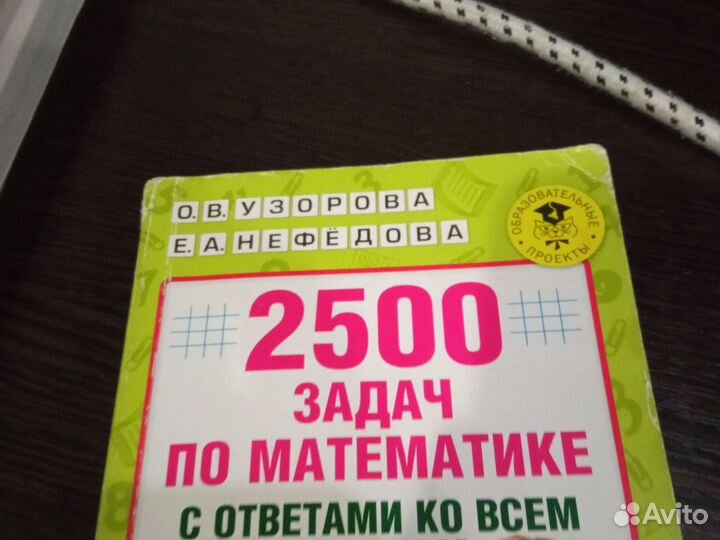 О.В. УЗОРОВА
Е.А. НЕФЁДОВА
ОБРАЗОВАТЕЛЬНЫЕ
ПРОЕКТЫ
2500
ЗАДАЧ
ПО МАТЕМАТИКЕ
С ОТВЕТАМИ КО ВСЕМ
Avito